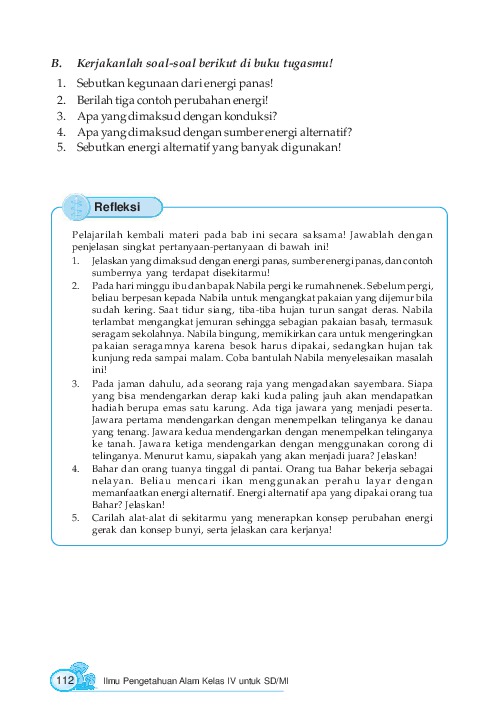 B. Kerjakanlah soal-soal berikut di buku tugasmu!
1. Sebutkan kegunaan dari energi panas!
2. Berilah tiga contoh perubahan energi!
3. Apa yang dimaksud dengan konduksi?
4. Apa yang dimaksud dengan sumber energi alternatif?
5. Sebutkan energi alternatif yang banyak digunakan!
Refleksi
Pelajarilah kembali materi pada bab ini secara saksama! Jawablah dengan
penjelasan singkat pertanyaan-pertanyaan di bawah ini!
1. Jelaskan yang dimaksud dengan energi panas, sumber energi panas, dan contoh
sumbernya yang terdapat disekitarmu!
2. Pada hari minggu ibu dan bapak Nabila pergi ke rumah nenek. Sebelum pergi,
beliau berpesan kepada Nabila untuk mengangkat pakaian yang dijemur bila
sudah kering. Saat tidur siang, tiba-tiba hujan turun sangat deras. Nabila
terlambat mengangkat jemuran sehingga sebagian pakaian basah, termasuk
seragam sekolahnya. Nabila bingung, memikirkan cara untuk mengeringkan
pakaian seragamnya karena besok harus dipakai, sedangkan hujan tak
kunjung reda sampai malam. Coba bantulah Nabila menyelesaikan masalah
ini!
3. Pada jaman dahulu, ada seorang raja yang mengadakan sayembara. Siapa
yang bisa mendengarkan derap kaki kuda paling jauh akan mendapatkan
hadiah berupa emas satu karung. Ada tiga jawara yang menjadi peserta.
Jawara pertama mendengarkan dengan menempelkan telinganya ke danau
yang tenang. Jawara kedua mendengarkan dengan menempelkan telinganya
ke tanah. Jawara ketiga mendengarkan dengan menggunakan corong di
telinganya. Menurut kamu, siapakah yang akan menjadi juara? Jelaskan!
4. Bahar dan orang tuanya tinggal di pantai. Orang tua Bahar bekerja sebagai
nelayan. Beliau mencari ikan menggunakan perahu layar dengan
memanfaatkan energi alternatif. Energi alternatif apa yang dipakai orang tua
Bahar? Jelaskan!
5. Carilah alat-alat di sekitarmu yang menerapkan konsep perubahan energi
gerak dan konsep bunyi, serta jelaskan cara kerjanya!
112 Ilmu Pengetahuan Alam Kelas IV untuk SD/MI